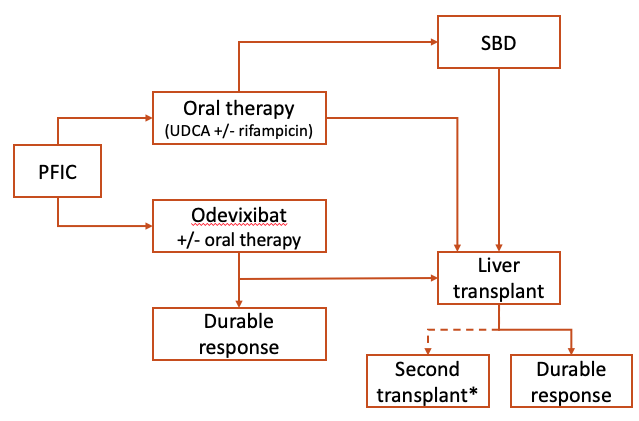 SBD
Oral therapy
(UDCA +/- rifampicin)
PFIC
Odevixibat
+/- oral therapy
Liver
transplant
Durable
response
Second
transplant*
Durable
response